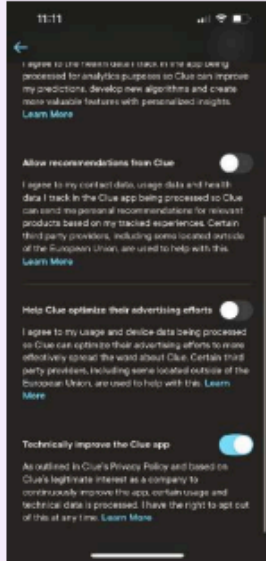 11:11
I agree to the health data I track in the app being
processed for analytics purposes so Clue can improve
my predictions, develop new algorithms and create
more valuable features with personalized insights.
Learn More
Allow recommendations from Clue
I agree to my contact data, usage data and health
data I track in the Clue app being processed so Clue
can send me personal recommendations for relevant
products based on my tracked experiences. Certain
third party providers, including some located outside
of the European Union, are used to help with this.
Learn More
Help Clue optimize their advertising efforts
I agree to my usage and device data being processed
so Clue can optimize their advertising efforts to more
effectively spread the word about Clue. Certain third
party providers, including some located outside of the
European Union, are used to help with this. Learn
More
Technically improve the Clue app
As outlined in Clue's Privacy Policy and based on
Clue's legitimate interest as a company to
continuously improve the app, certain usage and
technical data is processed. I have the right to opt out
of this at any time. Learn More